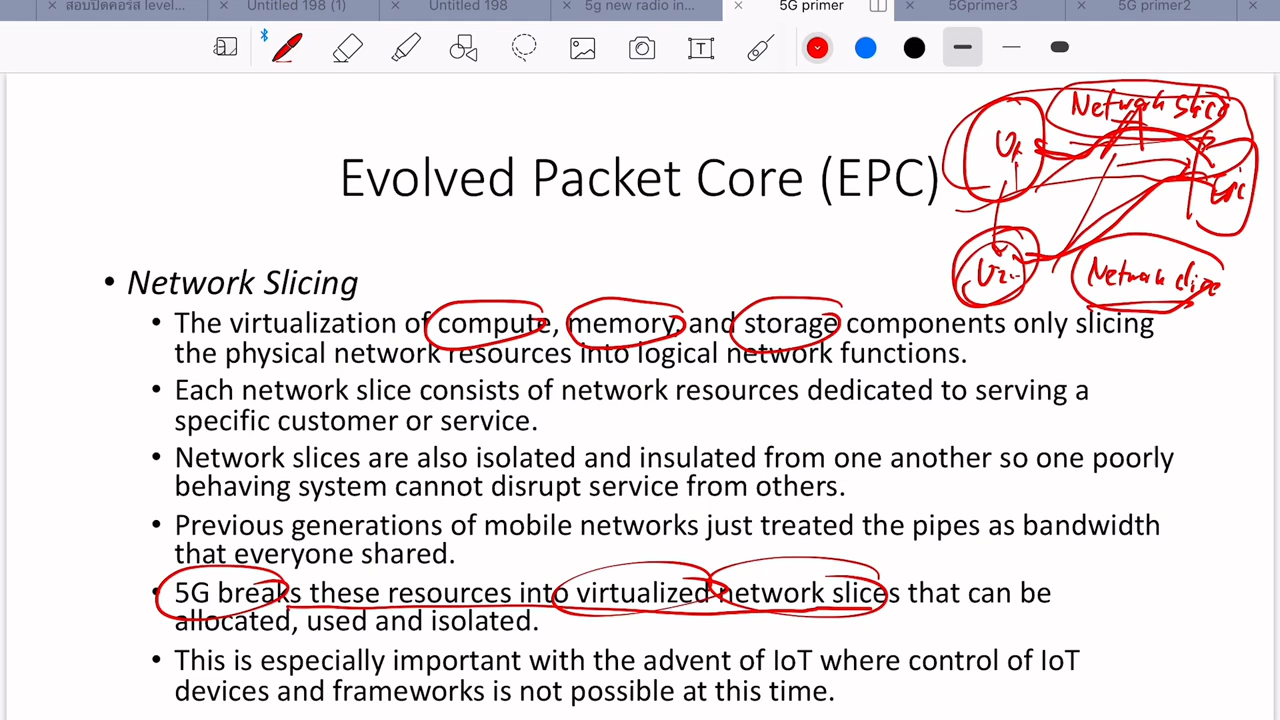 สอบปิดคอร์ส level...
Untitled 198 (1)
Untitled 198
5g new radio in...
5G primer
5Gprimer3
5G primer2
T
Network Slice
Epc
Network slice
Evolved Packet Core (EPC)
• Network Slicing
• The virtualization of compute, memory, and storage components only slicing
the physical network resources into logical network functions.
• Each network slice consists of network resources dedicated to serving a
specific customer or service.
• Network slices are also isolated and insulated from one another so one poorly
behaving system cannot disrupt service from others.
• Previous generations of mobile networks just treated the pipes as bandwidth
that everyone shared.
• 5G breaks these resources into virtualized network slices that can be
allocated, used and isolated.
• This is especially important with the advent of IoT where control of IoT
devices and frameworks is not possible at this time.